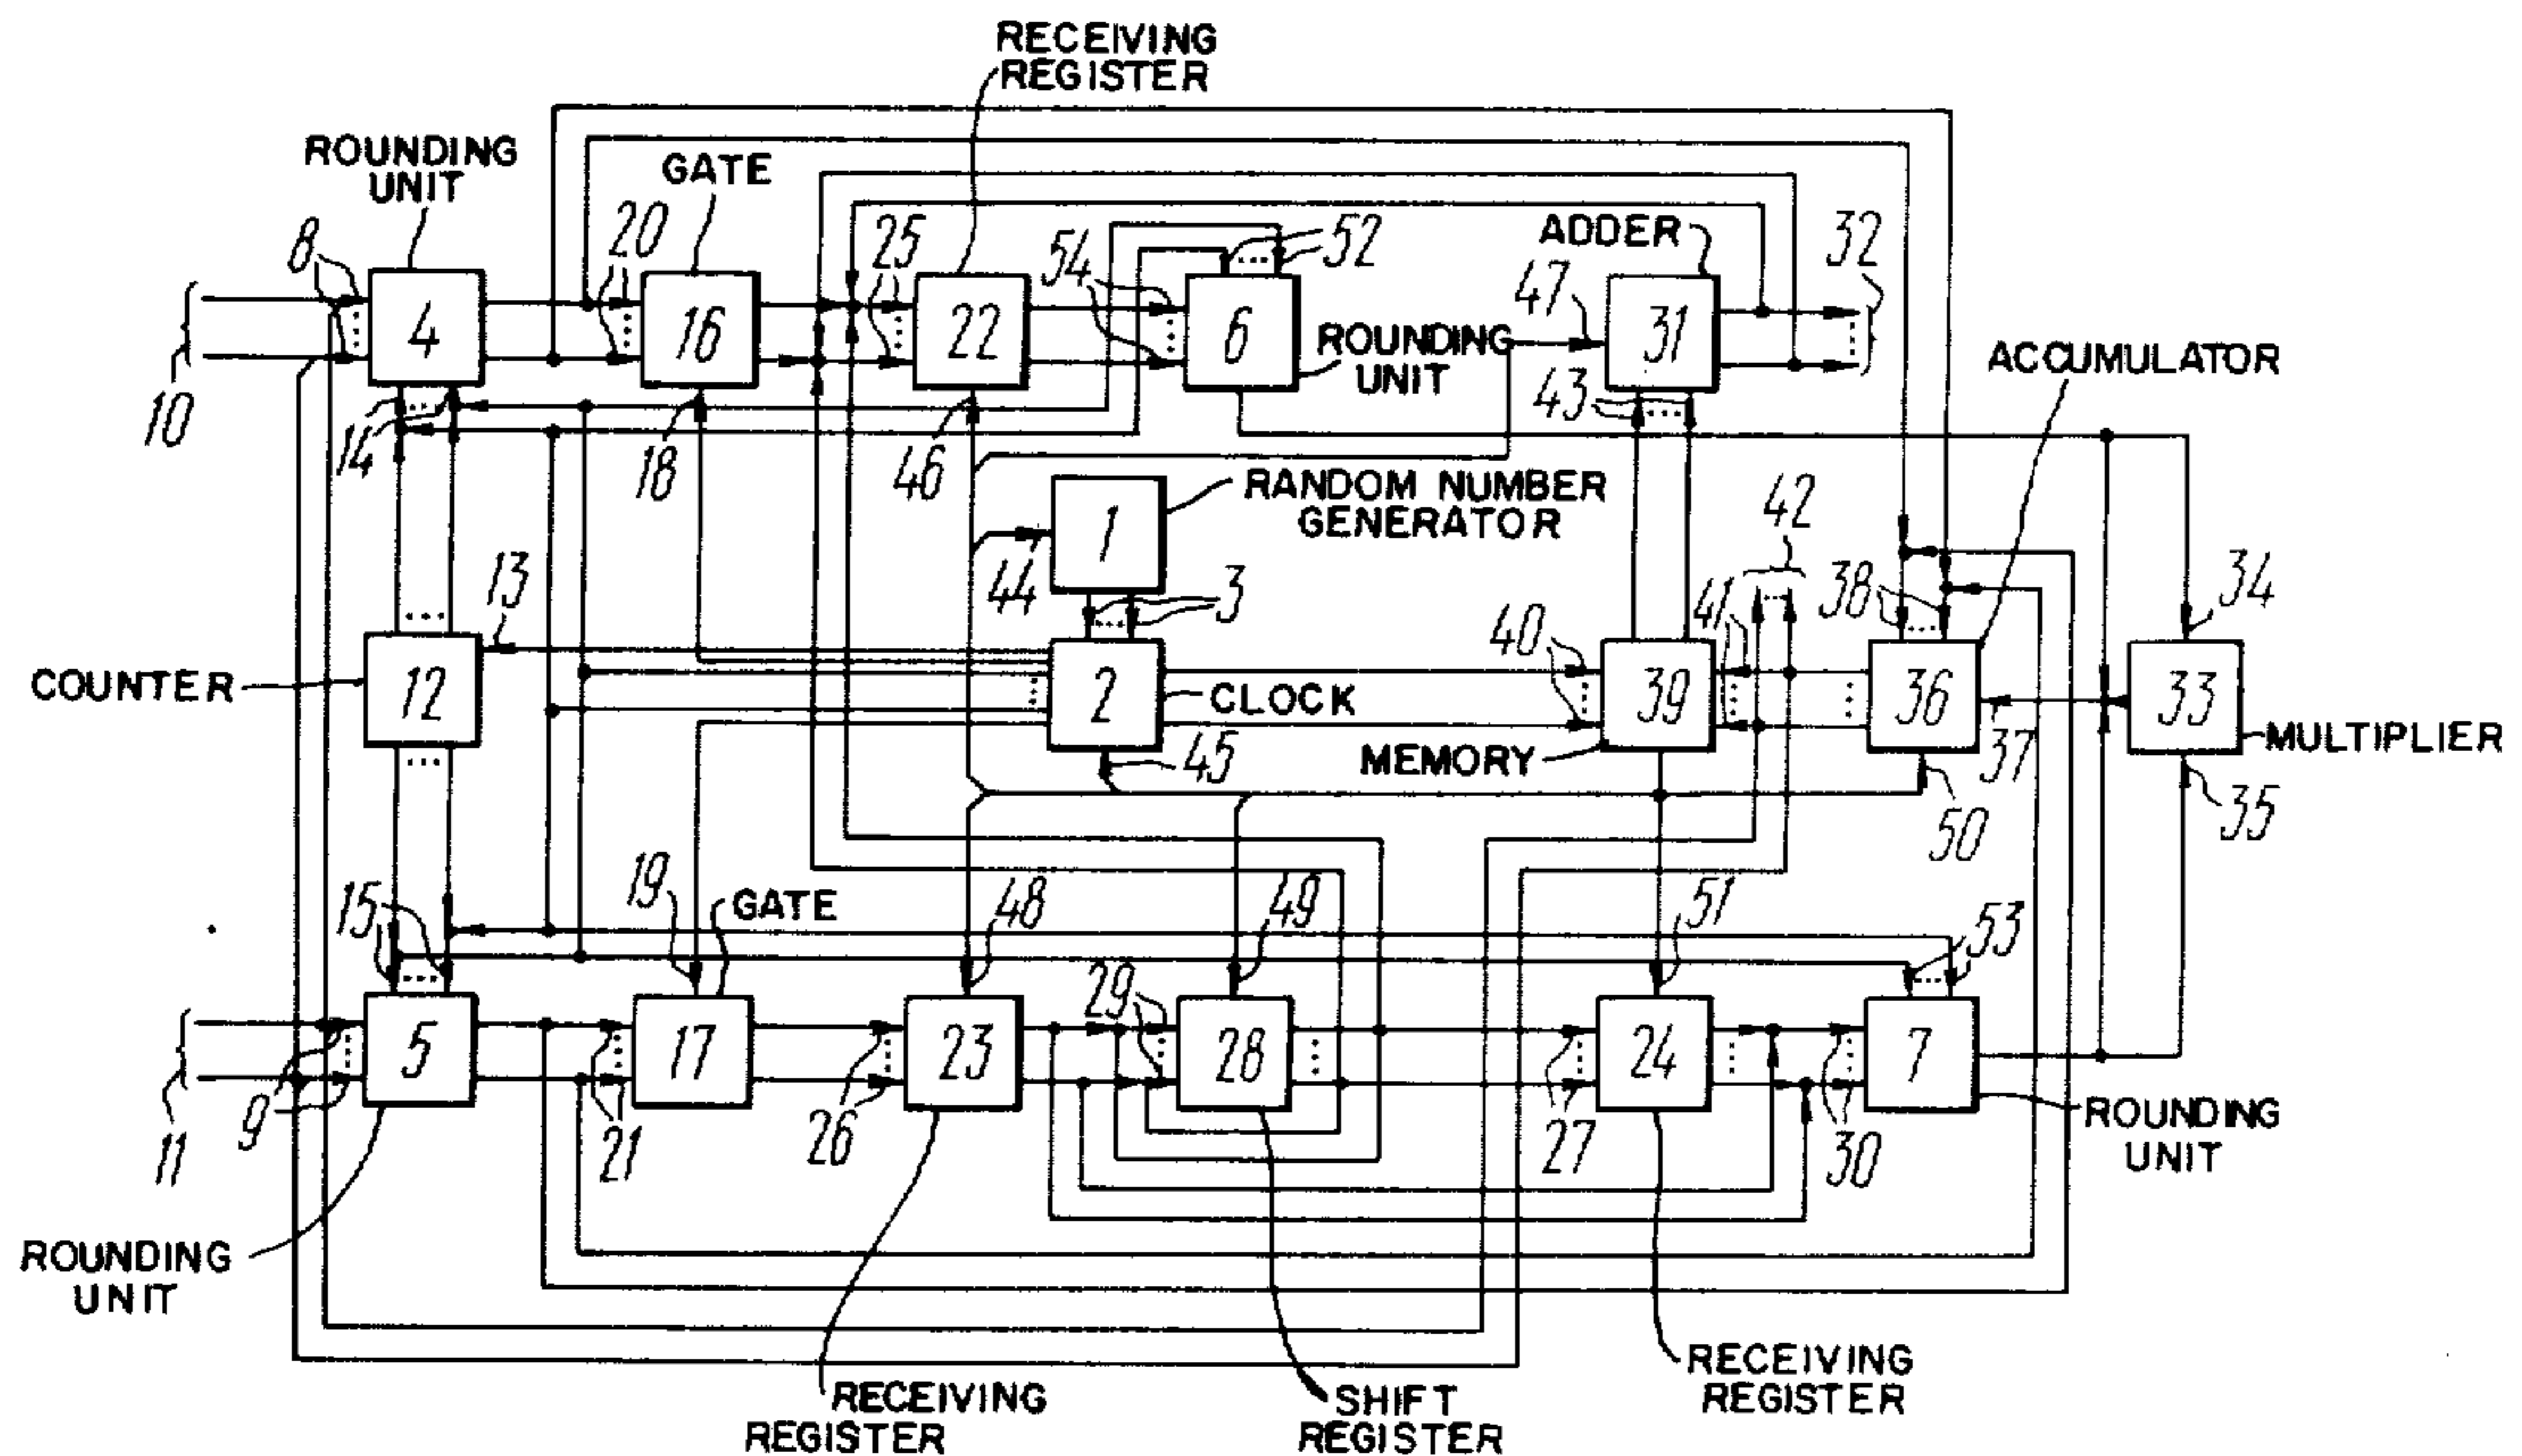 RECEIVING
REGISTER
ROUNDING
UNIT
GATE
8
20
25
54
52
ADDER
32
4
16
22
6
47
31
ROUNDING
UNIT
ACCUMULATOR
10
14
18
46
43
1
RANDOM NUMBER
GENERATOR
42
44
3
13
40
41
38
34
COUNTER
12
2
CLOCK
39
36
33
MEMORY
45
37
MULTIPLIER
50
35
15
19
GATE
48
49
51
53
29
5
17
23
28
24
7
11
9
21
26
27
30
ROUNDING
UNIT
ROUNDING
UNIT
RECEIVING
REGISTER
SHIFT
REGISTER
RECEIVING
REGISTER